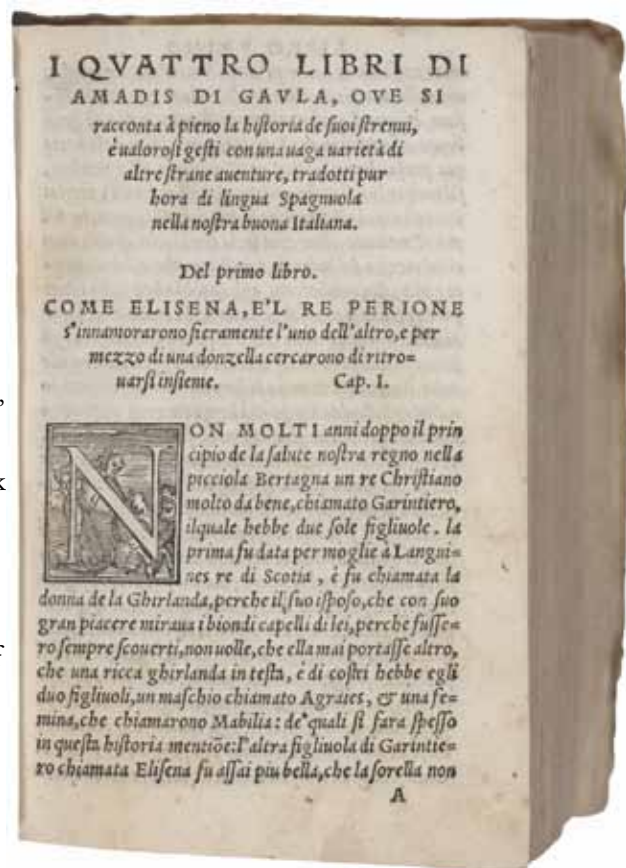 I QVATTRO LIBRI DI
AMADIS DI GAVLA, OVE SI
racconta à pieno la historia de suoi strenui,
è ualorosi gesti con una uaga uarietà di
altre strane auenture, tradotti pur
hora di lingua Spagnuola
nella nostra buona Italiana.
Del primo libro.
COME ELISENA, E'L RE PERIONE
s'innamorarono fieramente l'uno dell'altro, e per
mezzo di una donzella cercarono di ritro=
uarsi insieme. Cap. I.
NON MOLTI anni doppo il prin
cipio de la salute nostra regno nella
picciola Bertagna un re Christiano
molto da bene, chiamato Garintiero,
ilquale hebbe due sole figliuole. la
prima fu data per moglie a Langui=
nes re di Scotia, è fu chiamata la
donna de la Ghirlanda, perche il suo isposo, che con suo
gran piacere miraua i biondi capelli di lei, perche fusse=
ro sempre scouerti, non uolle, che ella mai portasse altro,
che una ricca ghirlanda in testa, è di costei hebbe egli
duo figliuoli, un maschio chiamato Agraies, & una fe=
mina, che chiamarono Mabilia: de' quali si fara spesso
in questa historia mentiõe: l'altra figliuola di Garintie=
ro chiamata Elisena fu assai piu bella, che la sorella non
A